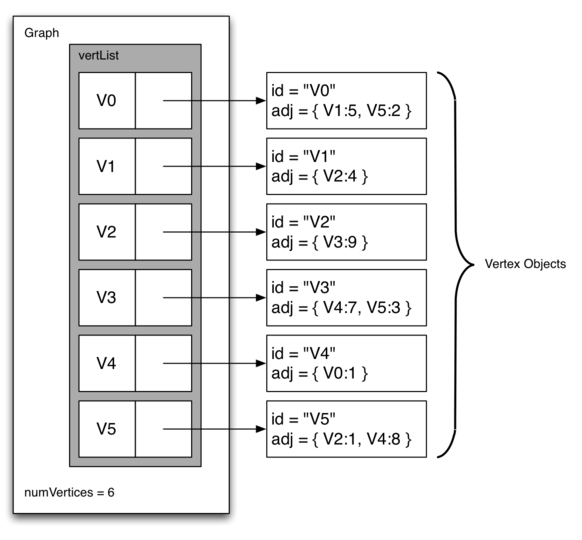 Graph
vertList
V0
id = "V0"
adj = { V1:5, V5:2 }
V1
id = "V1"
adj = { V2:4 }
V2
id = "V2"
adj = { V3:9 }
Vertex Objects
V3
id = "V3"
adj = { V4:7, V5:3 }
V4
id = "V4"
adj = { V0:1 }
V5
id = "V5"
adj = { V2:1, V4:8 }
numVertices = 6